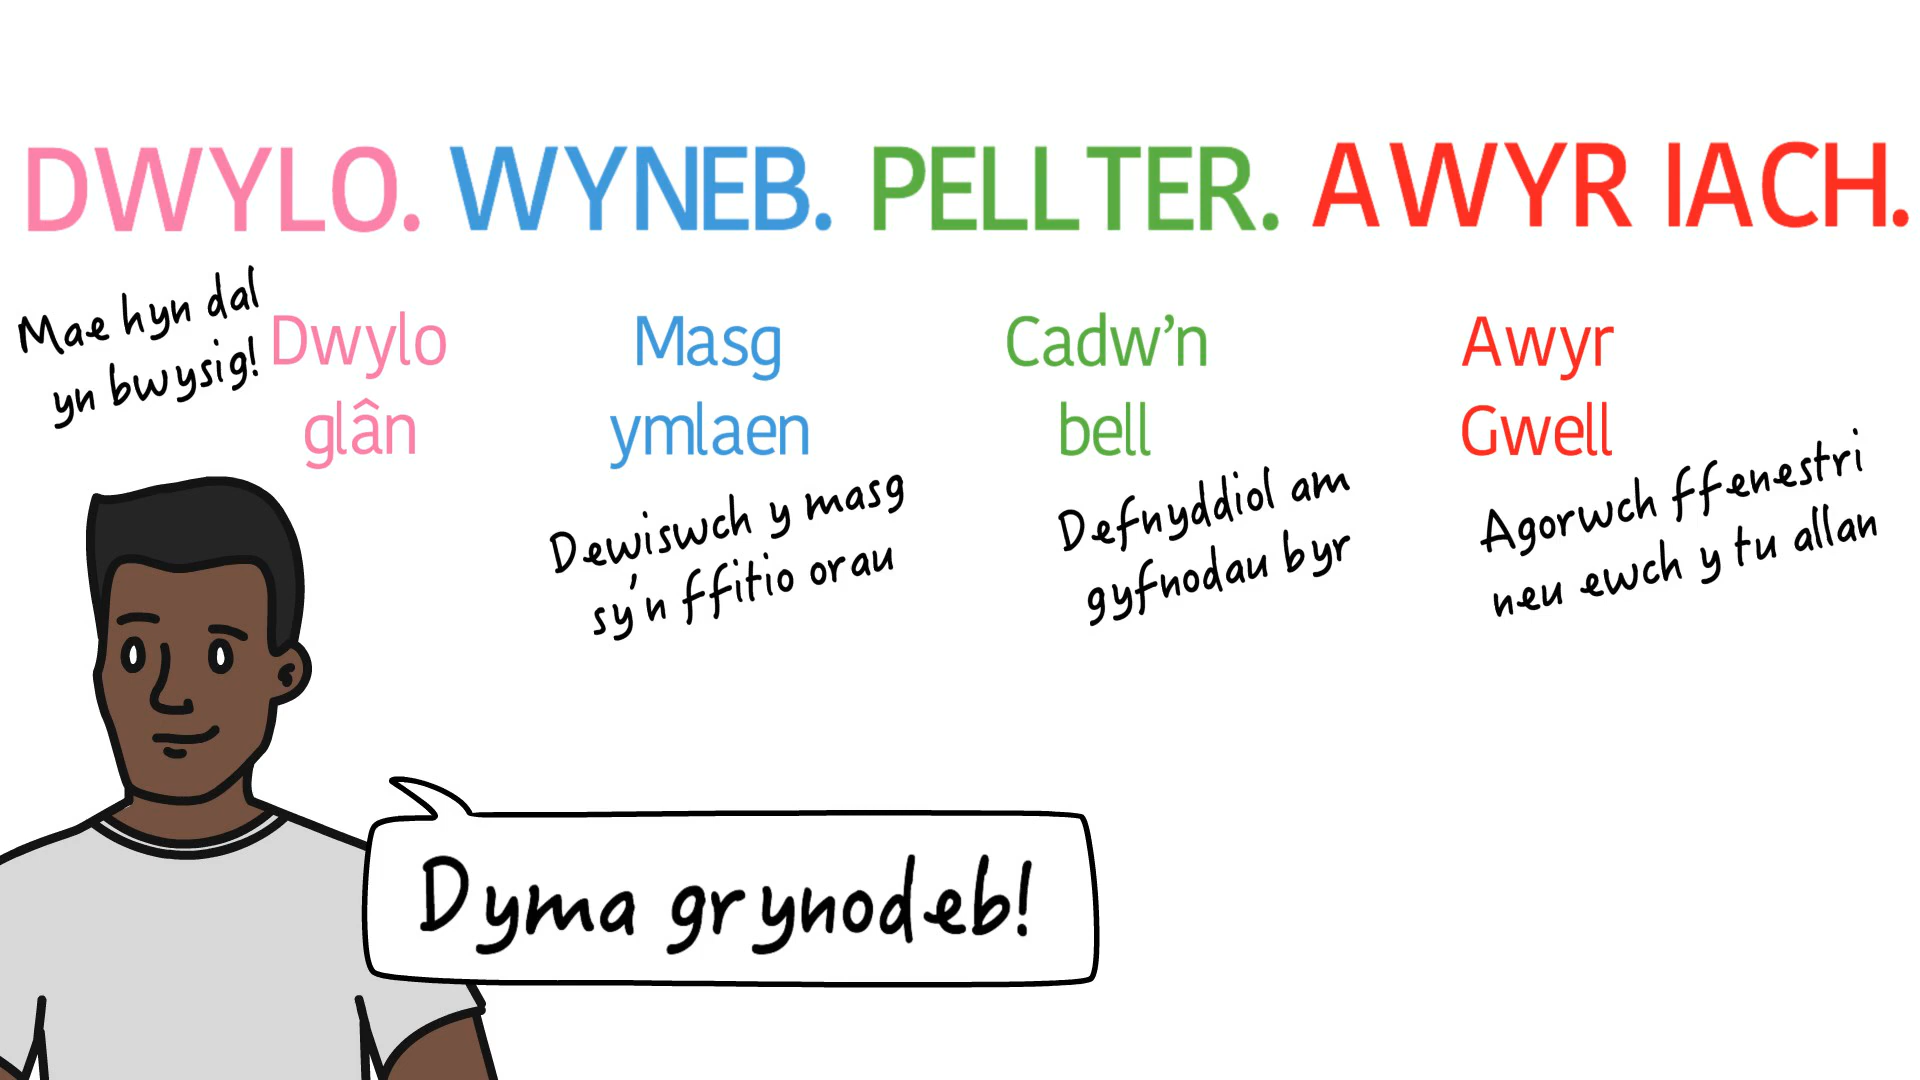 DWYLO. WYNEB. PELLTER. AWYR IACH.
Mae hyn dal
yn bwysig!
Dwylo
glân
Masg
ymlaen
Dewiswch y masg
sy'n ffitio orau
Cadw’n
bell
Defnyddiol am
gyfnodau byr
Awyr
Gwell
Agorwch ffenestri
neu ewch y tu allan
Dyma grynodeb!